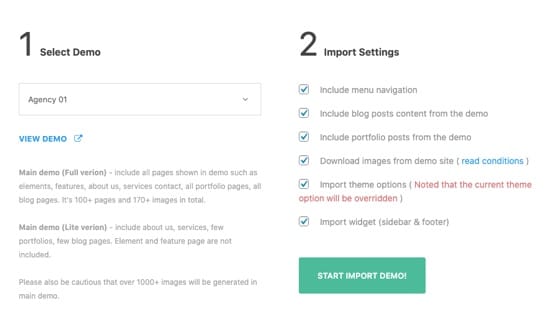 1 Select Demo
Agency 01
VIEW DEMO
Main demo (Full verion) - include all pages shown in demo such as
elements, features, about us, services contact, all portfolio pages, all
blog pages. It's 100+ pages and 170+ images in total.
Main demo (Lite verion) - include about us, services, few
portfolios, few blog pages. Element and feature page are not
included.
Please also be cautious that over 1000+ images will be generated in
main demo.
2 Import Settings
Include menu navigation
Include blog posts content from the demo
Include portfolio posts from the demo
Download images from demo site ( read conditions )
Import theme options ( Noted that the current theme
option will be overridden )
Import widget (sidebar & footer)
START IMPORT DEMO!